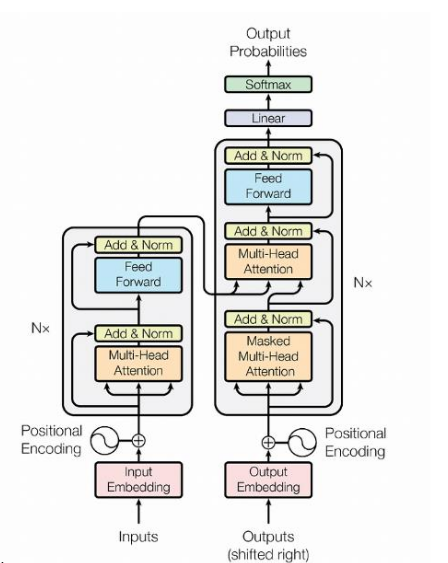 Output
Probabilities
Softmax
Linear
Add & Norm
Feed
Forward
Add & Norm
Multi-Head
Attention
Nx
Add & Norm
Masked
Multi-Head
Attention
Add & Norm
Feed
Forward
Nx
Add & Norm
Multi-Head
Attention
Positional
Encoding
Positional
Encoding
Input
Embedding
Output
Embedding
Inputs
Outputs
(shifted right)